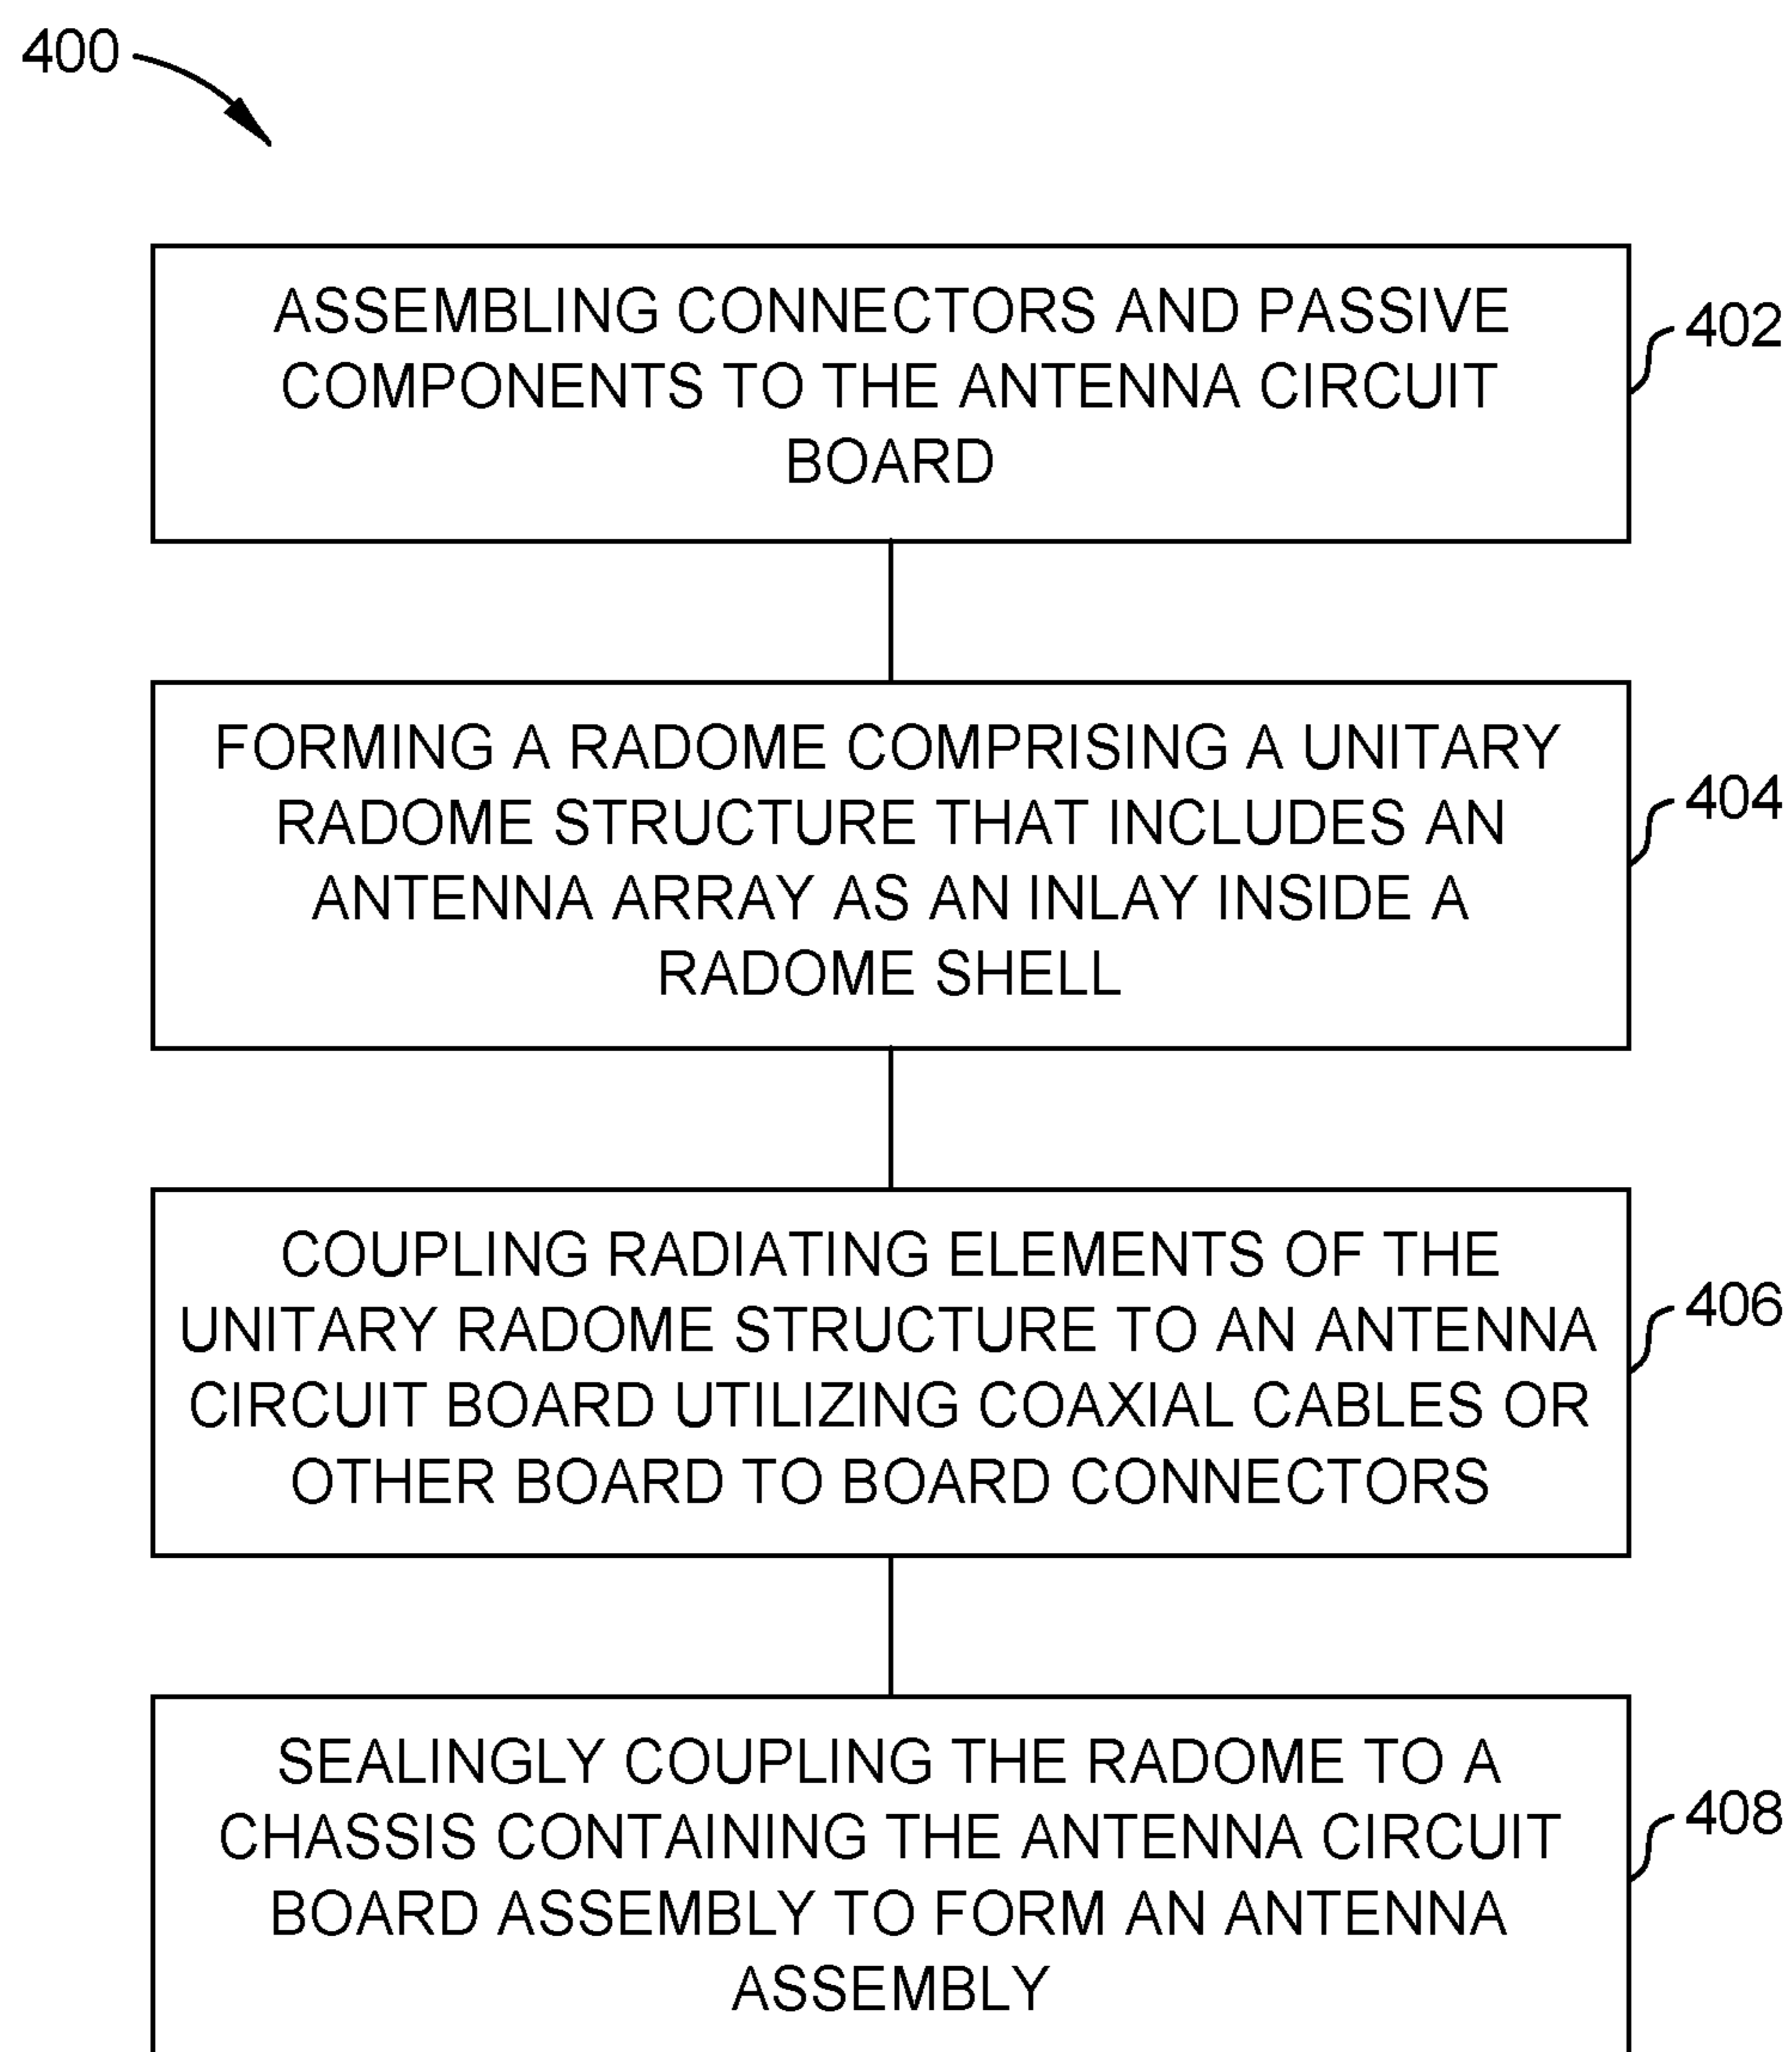 400
ASSEMBLING CONNECTORS AND PASSIVE
COMPONENTS TO THE ANTENNA CIRCUIT
BOARD
402
FORMING A RADOME COMPRISING A UNITARY
RADOME STRUCTURE THAT INCLUDES AN
ANTENNA ARRAY AS AN INLAY INSIDE A
RADOME SHELL
404
COUPLING RADIATING ELEMENTS OF THE
UNITARY RADOME STRUCTURE TO AN ANTENNA
CIRCUIT BOARD UTILIZING COAXIAL CABLES OR
OTHER BOARD TO BOARD CONNECTORS
406
SEALINGLY COUPLING THE RADOME TO A
CHASSIS CONTAINING THE ANTENNA CIRCUIT
BOARD ASSEMBLY TO FORM AN ANTENNA
ASSEMBLY
408